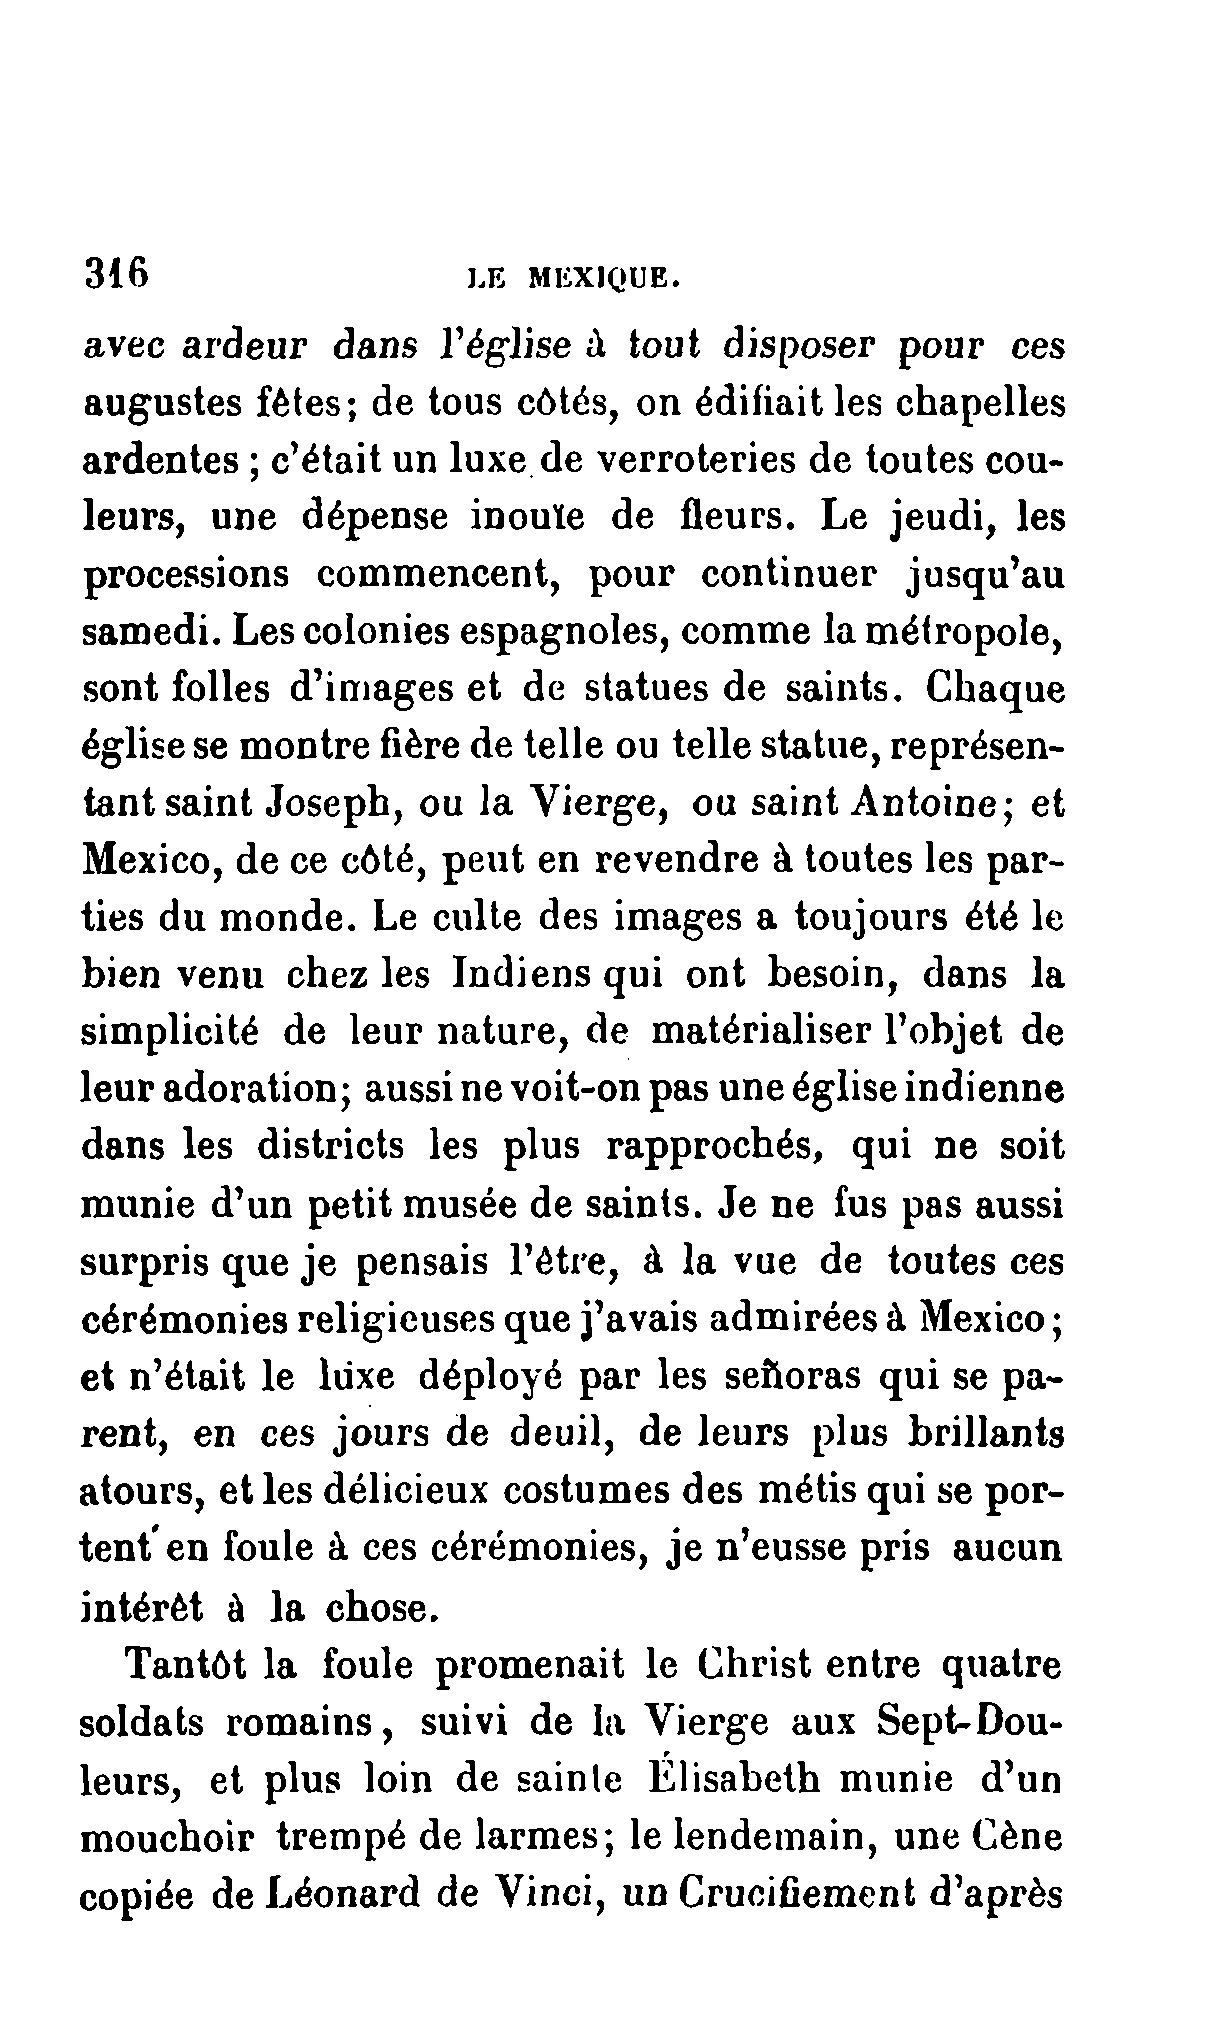 316 LE MEXIQUE.
avec ardeur dans l'église à tout disposer pour ces
augustes fêtes; de tous côtés, on édifiait les chapelles
ardentes ; c'était un luxe de verroteries de toutes cou-
leurs, une dépense inouïe de fleurs. Le jeudi, les
processions commencent, pour continuer jusqu'au
samedi. Les colonies espagnoles, comme la métropole,
sont folles d'images et de statues de saints. Chaque
église se montre fière de telle ou telle statue, représen-
tant saint Joseph, ou la Vierge, ou saint Antoine; et
Mexico, de ce côté, peut en revendre à toutes les par-
ties du monde. Le culte des images a toujours été le
bien venu chez les Indiens qui ont besoin, dans la
simplicité de leur nature, de matérialiser l'objet de
leur adoration; aussi ne voit-on pas une église indienne
dans les districts les plus rapprochés, qui ne soit
munie d'un petit musée de saints. Je ne fus pas aussi
surpris que je pensais l'être, à la vue de toutes ces
cérémonies religieuses que j'avais admirées à Mexico;
et n'était le luxe déployé par les señoras qui se pa-
rent, en ces jours de deuil, de leurs plus brillants
atours, et les délicieux costumes des métis qui se por-
tent en foule à ces cérémonies, je n'eusse pris aucun
intérêt à la chose.
Tantôt la foule promenait le Christ entre quatre
soldats romains, suivi de la Vierge aux Sept-Dou-
leurs, et plus loin de sainte Élisabeth munie d'un
mouchoir trempé de larmes; le lendemain, une Cène
copiée de Léonard de Vinci, un Crucifiement d'après